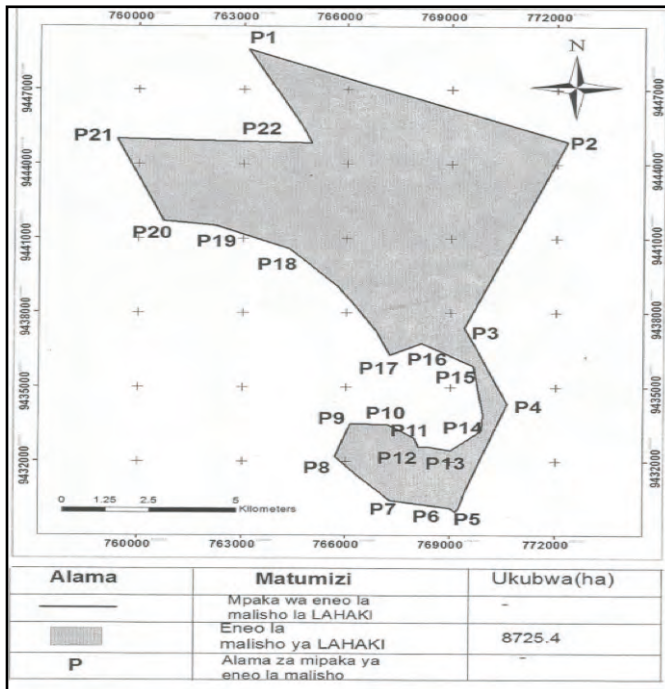 760000 763000 766000 769000 772000
P1
N
9447000 9447000
P21 P22 P2
9444000 9444000
P20 P19
9441000 9441000
P18
9438000 9438000
P3
P17 P16 P15
9435000 9435000
P4
P9 P10 P11 P14
P8 P12 P13
9432000 9432000
P7 P6 P5
0 1.25 2.5 5
Kilometers
760000 763000 766000 769000 772000
Alama Matumizi Ukubwa(ha)
Mpaka wa eneo la
malisho la LAHAKI -
Eneo la
malisho ya LAHAKI 8725.4
P Alama za mipaka ya -
eneo la malisho